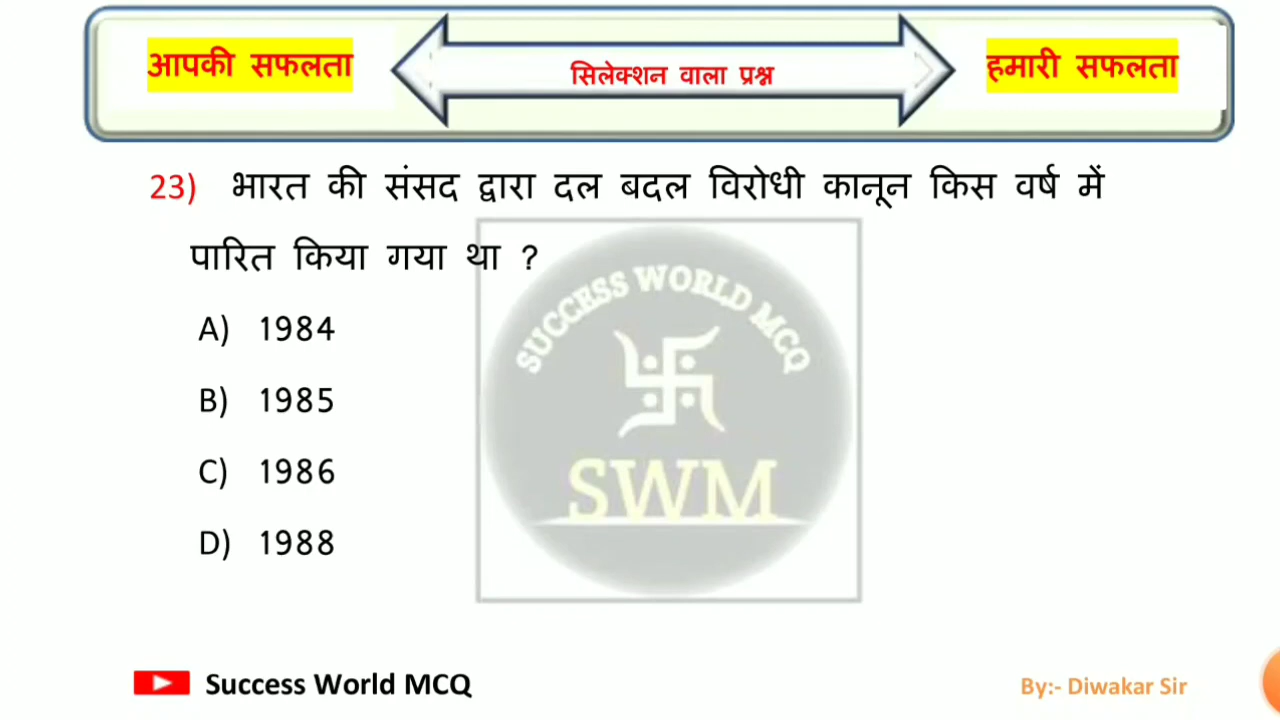 आपकी सफलता
सिलेक्शन वाला प्रश्न
हमारी सफलता
23) भारत की संसद द्वारा दल बदल विरोधी कानून किस वर्ष में
पारित किया गया था ?
A) 1984
B) 1985
C) 1986
D) 1988
SUCCESS WORLD MCQ
SWM
Success World MCQ
By:- Diwakar Sir